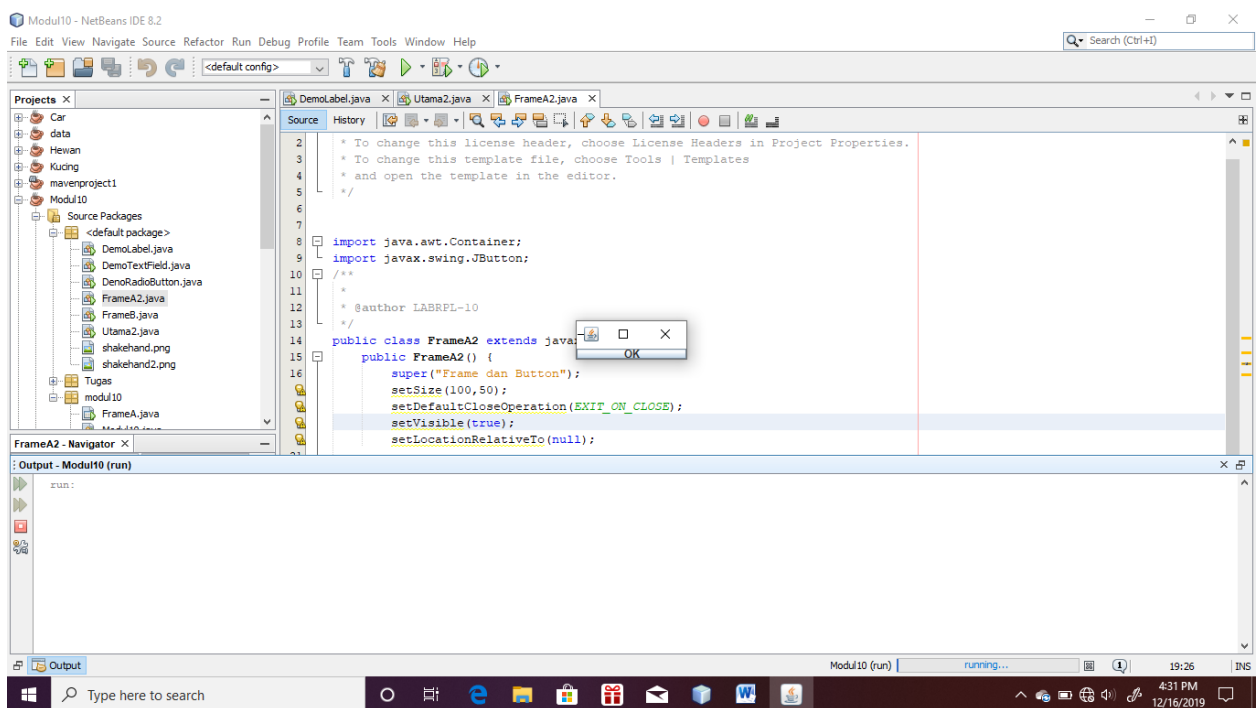 Modul10 - NetBeans IDE 8.2
File Edit View Navigate Source Refactor Run Debug Profile Team Tools Window Help
Search (Ctrl+I)
<default config>
Projects
DemoLabel.java
Utama2.java
FrameA2.java
Source
History
Car
data
Hewan
Kucing
mavenproject1
Modul10
Source Packages
<default package>
DemoLabel.java
DemoTextField.java
DenoRadioButton.java
FrameA2.java
FrameB.java
Utama2.java
shakehand.png
shakehand2.png
Tugas
modul10
FrameA.java
2 * To change this license header, choose License Headers in Project Properties.
3 * To change this template file, choose Tools | Templates
4 * and open the template in the editor.
5 */
6
7
8 import java.awt.Container;
9 import javax.swing.JButton;
10 /**
11 *
12 * @author LABRPL-10
13 */
14 public class FrameA2 extends java
15 public FrameA2() {
16 super("Frame dan Button");
setSize(100,50);
setDefaultCloseOperation(EXIT_ON_CLOSE);
setVisible(true);
setLocationRelativeTo(null);
OK
FrameA2 - Navigator
Output - Modul10 (run)
run:
Output
Modul10 (run)
running...
1
19:26
INS
Type here to search
4:31 PM
12/16/2019